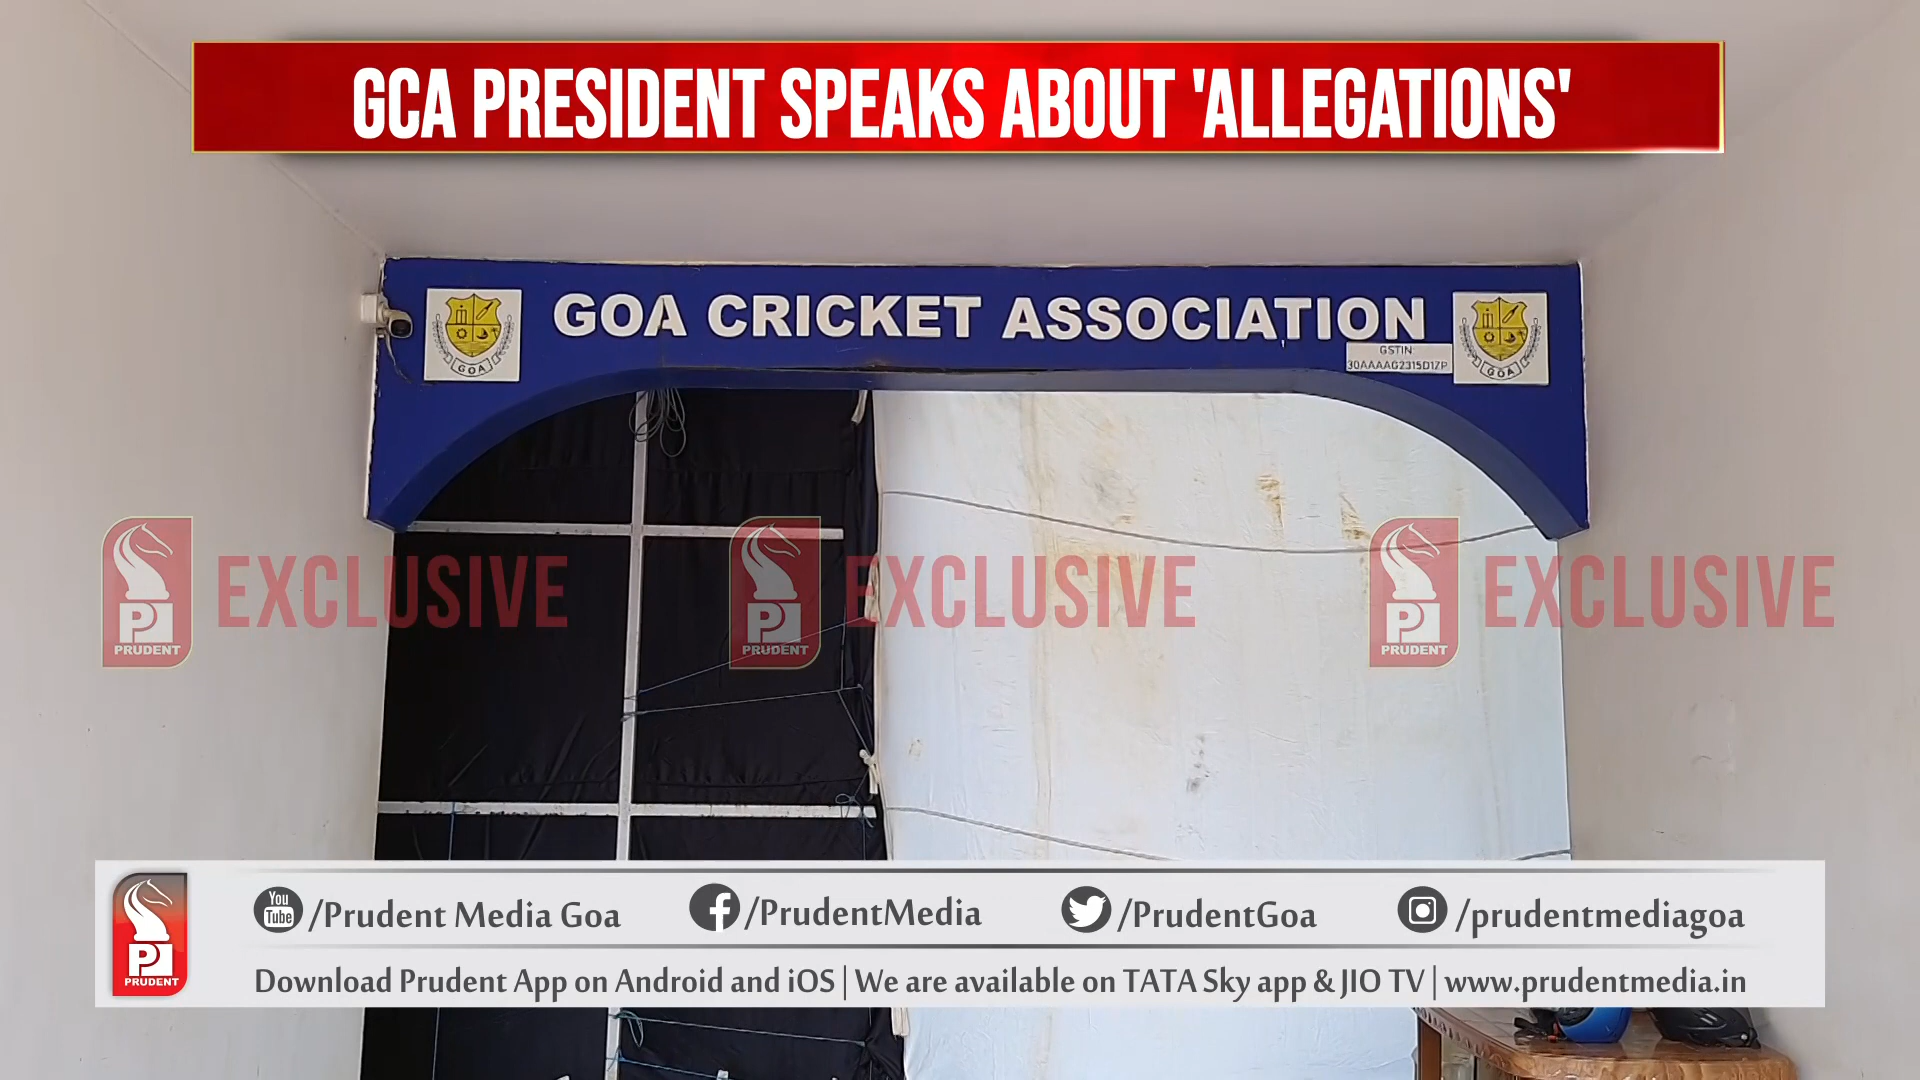 GCA PRESIDENT SPEAKS ABOUT 'ALLEGATIONS'
GOA CRICKET ASSOCIATION
GOA
GSTIN
30AAAAG2315D1ZP
GOA
PRUDENT EXCLUSIVE
PRUDENT EXCLUSIVE
PRUDENT EXCLUSIVE
You Tube /Prudent Media Goa /PrudentMedia /PrudentGoa /prudentmediagoa
PRUDENT
Download Prudent App on Android and iOS | We are available on TATA Sky app & JIO TV | www.prudentmedia.in